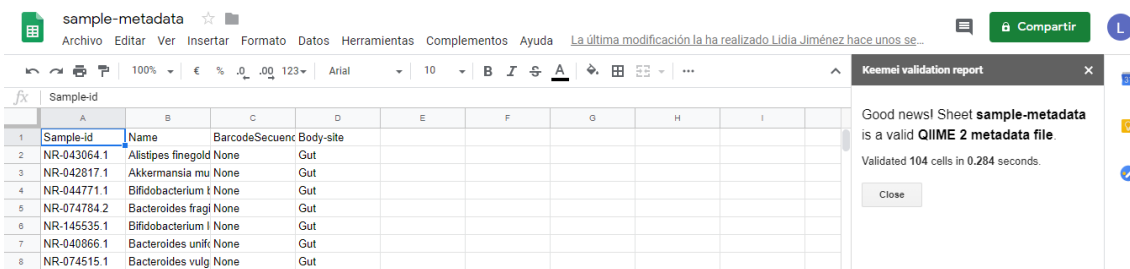 sample-metadata
Archivo Editar Ver Insertar Formato Datos Herramientas Complementos Ayuda La última modificación la ha realizado Lidia Jiménez hace unos se...
Compartir
L
100% € % .0 .00 123 Arial 10 B I S A ...
fx Sample-id
A B C D E F G H I
1 Sample-id Name BarcodeSecuenc Body-site
2 NR-043064.1 Alistipes finegold None Gut
3 NR-042817.1 Akkermansia mu None Gut
4 NR-044771.1 Bifidobacterium b None Gut
5 NR-074784.2 Bacteroides fragi None Gut
6 NR-145535.1 Bifidobacterium l None Gut
7 NR-040866.1 Bacteroides unifo None Gut
8 NR-074515.1 Bacteroides vulg None Gut
Keemei validation report
Good news! Sheet sample-metadata
is a valid QIIME 2 metadata file.
Validated 104 cells in 0.284 seconds.
Close